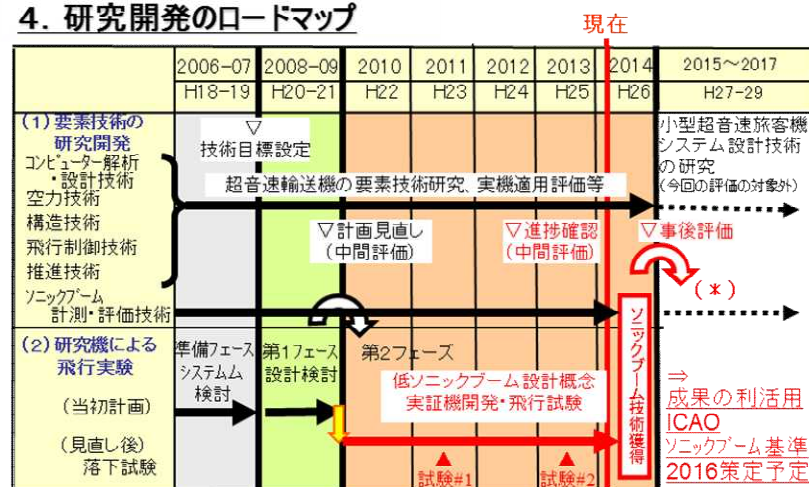 4．研究開発のロードマップ
現在
2006-07 2008-09 2010 2011 2012 2013 2014 2015～2017
H18-19 H20-21 H22 H23 H24 H25 H26 H27-29
(1)要素技術の
研究開発
コンピューター解析
・設計技術
空力技術
構造技術
飛行制御技術
推進技術
ソニックブーム
計測・評価技術
▽
技術目標設定
超音速輸送機の要素技術研究、実機適用評価等
▽計画見直し
(中間評価)
▽進捗確認
(中間評価)
▽事後評価
小型超音速旅客機
システム設計技術
の研究
(今回の評価の対象外)
(＊)
(2)研究機による
飛行実験
(当初計画)
(見直し後)
落下試験
準備フェーズ
システムム
検討
第1フェーズ
設計検討
第2フェーズ
低ソニックブーム設計概念
実証機開発・飛行試験
▲
試験#1
▲
試験#2
ソニックブーム技術獲得
⇒
成果の利活用
ICAO
ソニックブーム基準
2016策定予定